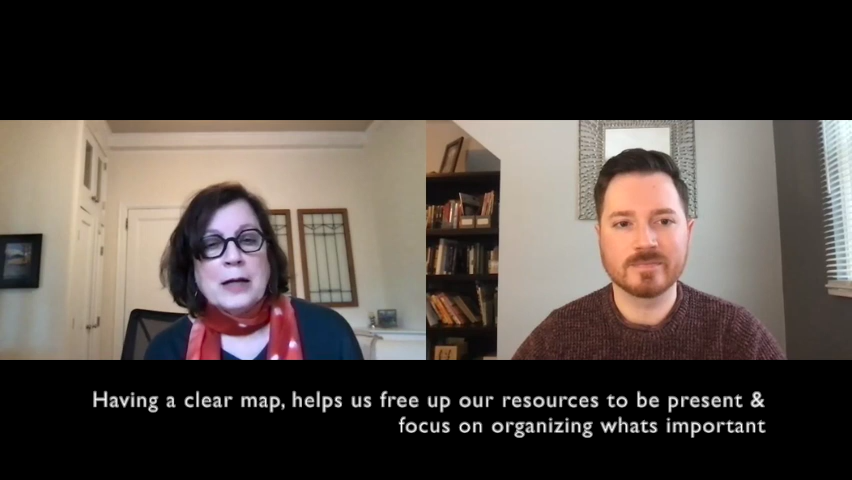 Having a clear map, helps us free up our resources to be present &
focus on organizing whats important